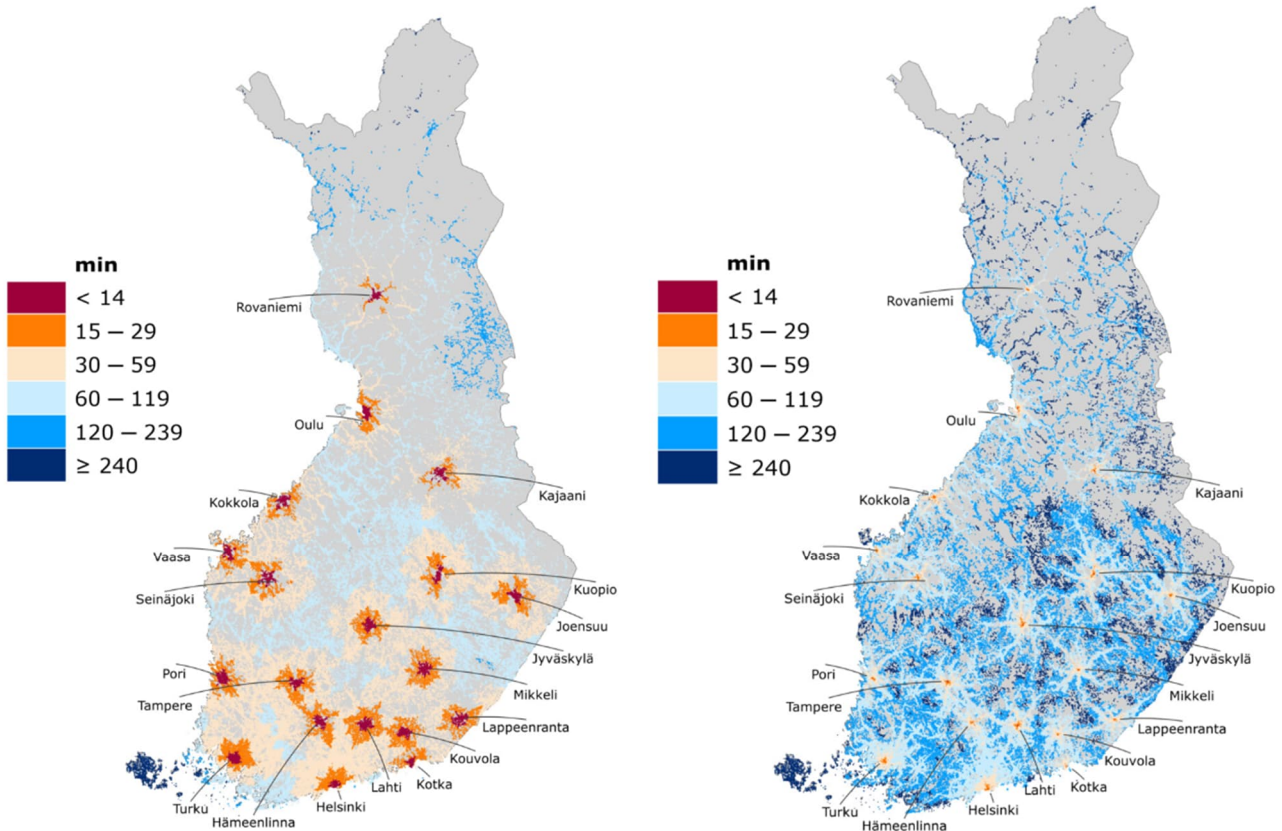 min
< 14
15 – 29
30 – 59
60 – 119
120 – 239
≥ 240
Rovaniemi
Oulu
Kajaani
Kokkola
Vaasa
Seinäjoki
Kuopio
Joensuu
Jyväskylä
Pori
Mikkeli
Tampere
Lappeenranta
Kouvola
Kotka
Lahti
Turku
Helsinki
Hämeenlinna
min
< 14
15 – 29
30 – 59
60 – 119
120 – 239
≥ 240
Rovaniemi
Oulu
Kajaani
Kokkola
Vaasa
Seinäjoki
Kuopio
Joensuu
Jyväskylä
Pori
Mikkeli
Tampere
Lappeenranta
Kouvola
Kotka
Lahti
Turku
Helsinki
Hämeenlinna